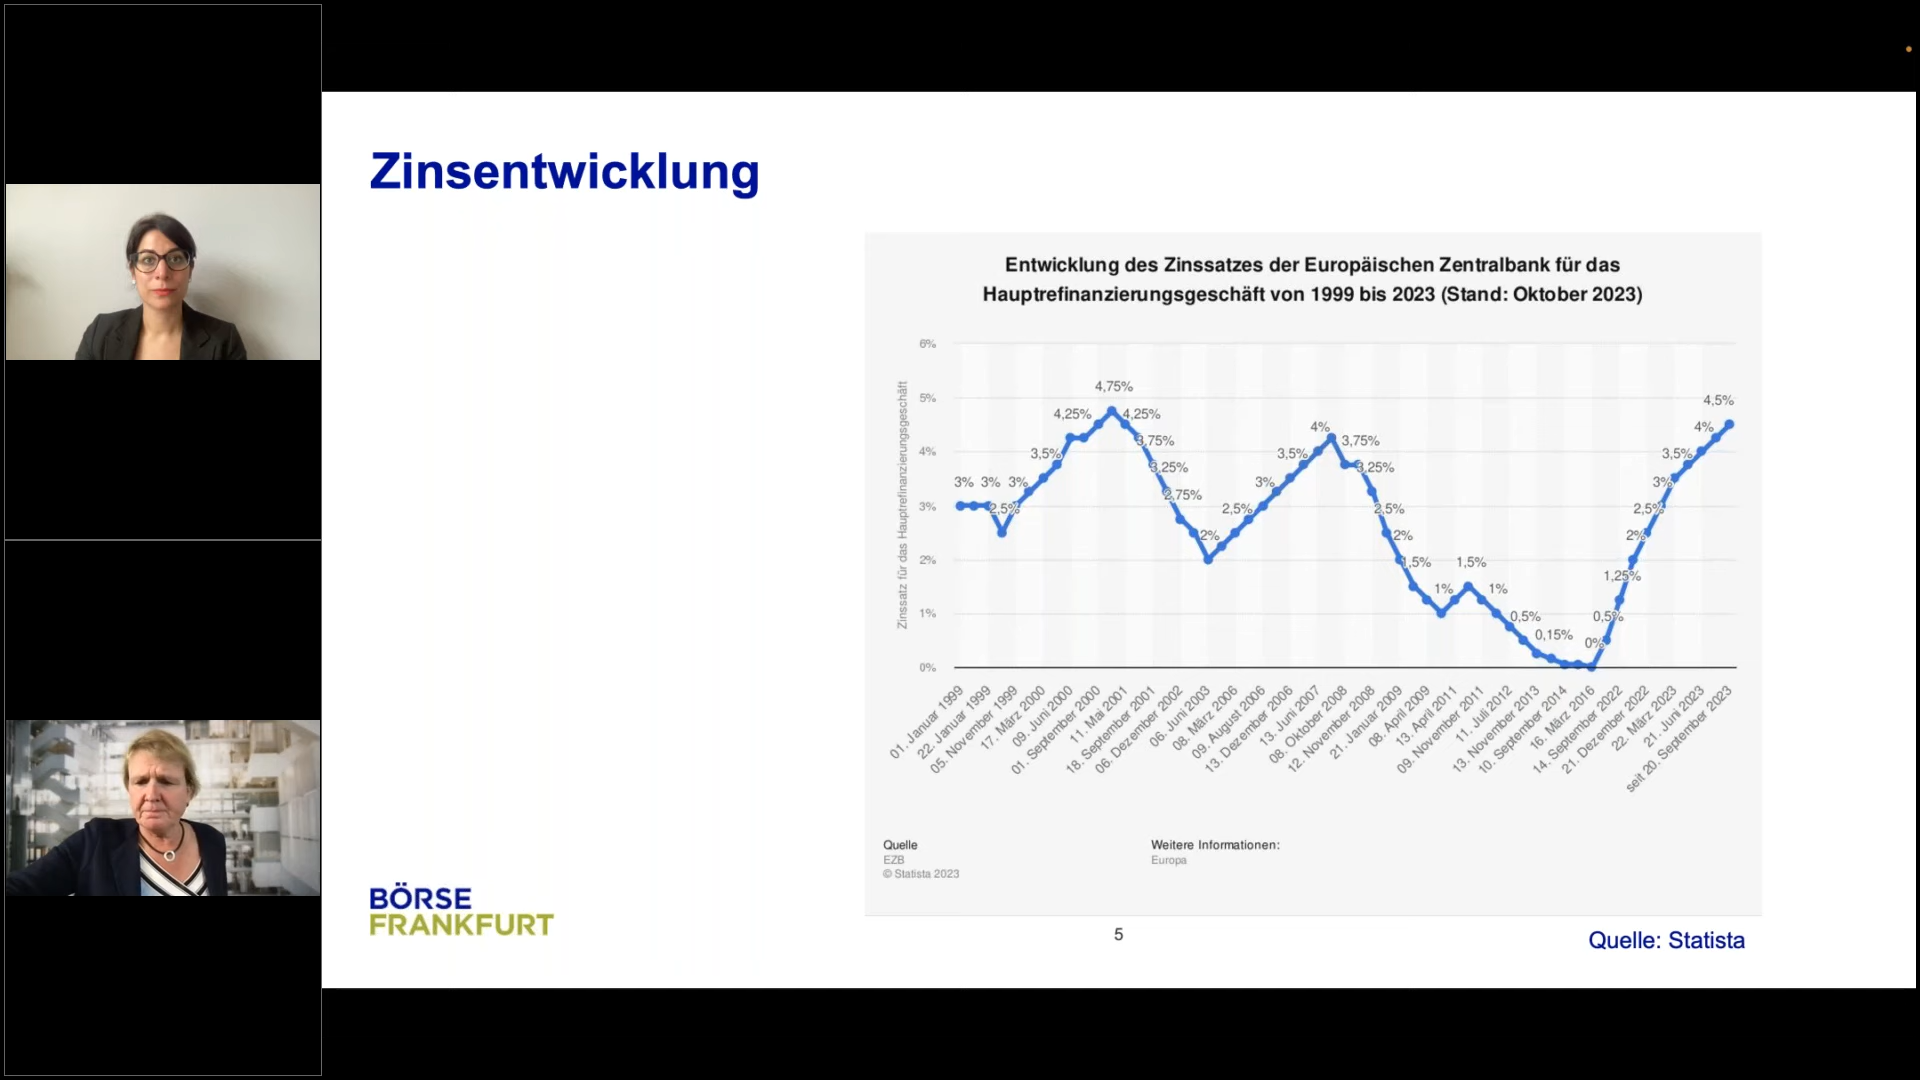 Zinsentwicklung
Entwicklung des Zinssatzes der Europäischen Zentralbank für das
Hauptrefinanzierungsgeschäft von 1999 bis 2023 (Stand: Oktober 2023)
Zinssatz für das Hauptrefinanzierungsgeschäft
6%
5%
4%
3%
2%
1%
0%
3%
3%
2,5%
3%
3,5%
4,25%
4,75%
4,25%
3,75%
3,25%
2,75%
2%
2,5%
3%
3,5%
4%
3,75%
3,25%
2,5%
2%
1,5%
1%
1,5%
1%
0,5%
0,15%
0%
0,5%
1,25%
2%
2,5%
3%
3,5%
4%
4,5%
01. Januar 1999
22. Januar 1999
05. November 1999
17. März 2000
09. Juni 2000
01. September 2000
11. Mai 2001
18. September 2001
06. Dezember 2002
06. Juni 2003
08. März 2006
09. August 2006
13. Dezember 2006
13. Juni 2007
08. Oktober 2008
12. November 2008
21. Januar 2009
08. April 2009
13. April 2011
09. November 2011
11. Juli 2012
13. November 2013
10. September 2014
16. März 2016
14. September 2022
21. Dezember 2022
22. März 2023
21. Juni 2023
seit 20. September 2023
Quelle
EZB
© Statista 2023
Weitere Informationen:
Europa
BÖRSE
FRANKFURT
5
Quelle: Statista